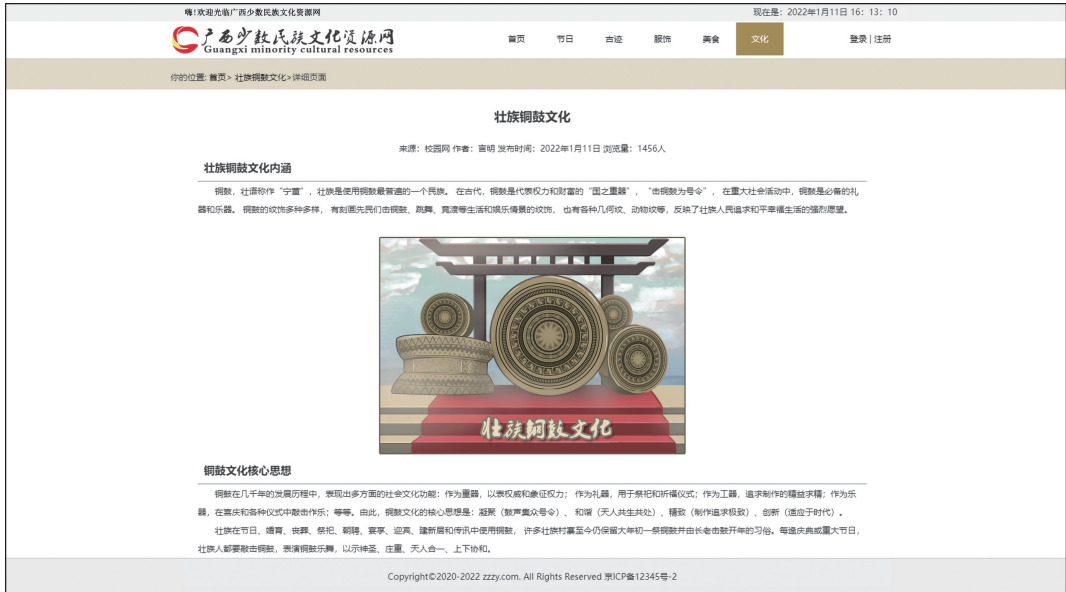 嗨!欢迎光临广西少数民族文化资源网
现在是：2022年1月11日 16：13：10
广西少数民族文化资源网
Guangxi minority cultural resources
首页 节日 古迹 服饰 美食 文化 登录 | 注册
你的位置: 首页> 壮族铜鼓文化>详细页面
壮族铜鼓文化
来源：校园网 作者：言明 发布时间：2022年1月11日 浏览量：1456人
壮族铜鼓文化内涵
铜鼓，壮语称作“宁董”，壮族是使用铜鼓最普遍的一个民族。 在古代，铜鼓是代表权力和财富的“国之重器”，“击铜鼓为号令”， 在重大社会活动中，铜鼓是必备的礼
器和乐器。 铜鼓的纹饰多种多样， 有刻画先民们击铜鼓、跳舞、竞渡等生活和娱乐情景的纹饰， 也有各种几何纹、动物纹等，反映了壮族人民追求和平幸福生活的强烈愿望。
壮族铜鼓文化
铜鼓文化核心思想
铜鼓在几千年的发展历程中，表现出多方面的社会文化功能：作为重器，以表权威和象征权力； 作为礼器，用于祭祀和祈福仪式；作为工器，追求制作的精益求精；作为乐
器，在喜庆和各种仪式中敲击作乐；等等。由此，铜鼓文化的核心思想是：凝聚（鼓声集众号令）、 和谐（天人共生共处）、精致（制作追求极致）、创新（适应于时代）。
壮族在节日、婚育、丧葬、祭祀、朝聘、宴享、迎宾、建新居和传讯中使用铜鼓， 许多壮族村寨至今仍保留大年初一祭铜鼓并由长老击鼓开年的习俗。每逢庆典或重大节日，
壮族人都要敲击铜鼓，表演铜鼓乐舞，以示神圣、庄重、天人合一、上下协和。
Copyright©2020-2022 zzzy.com. All Rights Reserved 京ICP备12345号-2